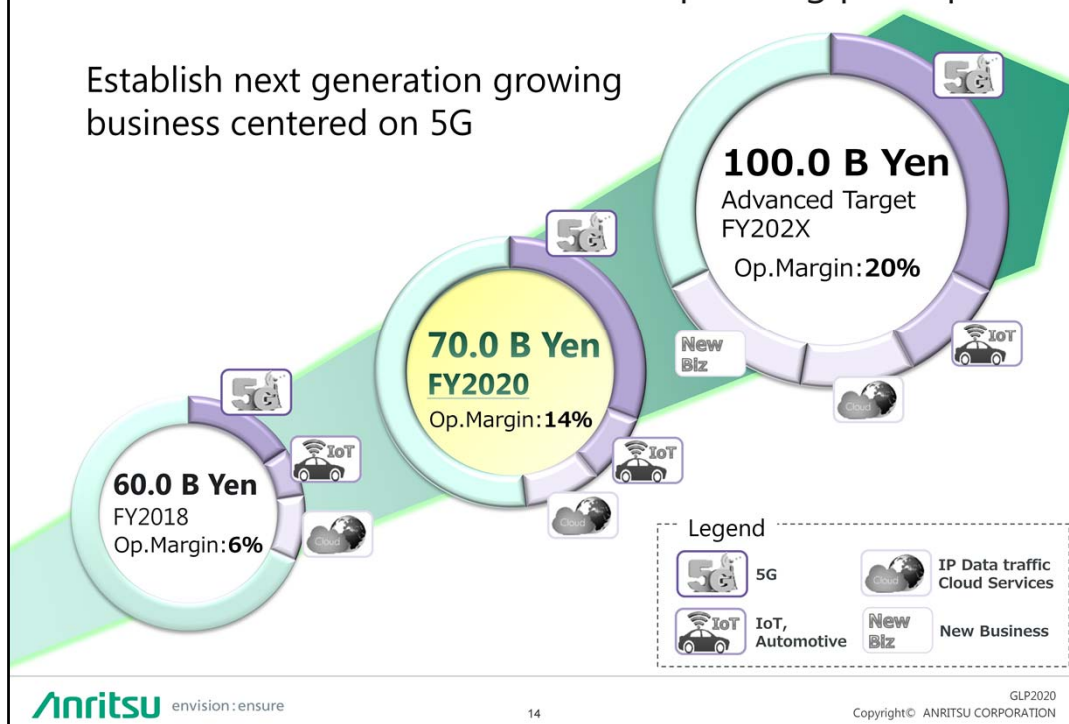 Establish next generation growing
business centered on 5G
5G
100.0 B Yen
Advanced Target
FY202X
Op.Margin:20%
5G
70.0 B Yen
FY2020
Op.Margin:14%
IoT
New
Biz
Cloud
5G
IoT
60.0 B Yen
FY2018
Op.Margin:6%
IoT
Cloud
Cloud
Legend
5G
5G
Cloud
IP Data traffic
Cloud Services
IoT
IoT,
Automotive
New
Biz
New Business
Anritsu envision:ensure
14
GLP2020
Copyright© ANRITSU CORPORATION